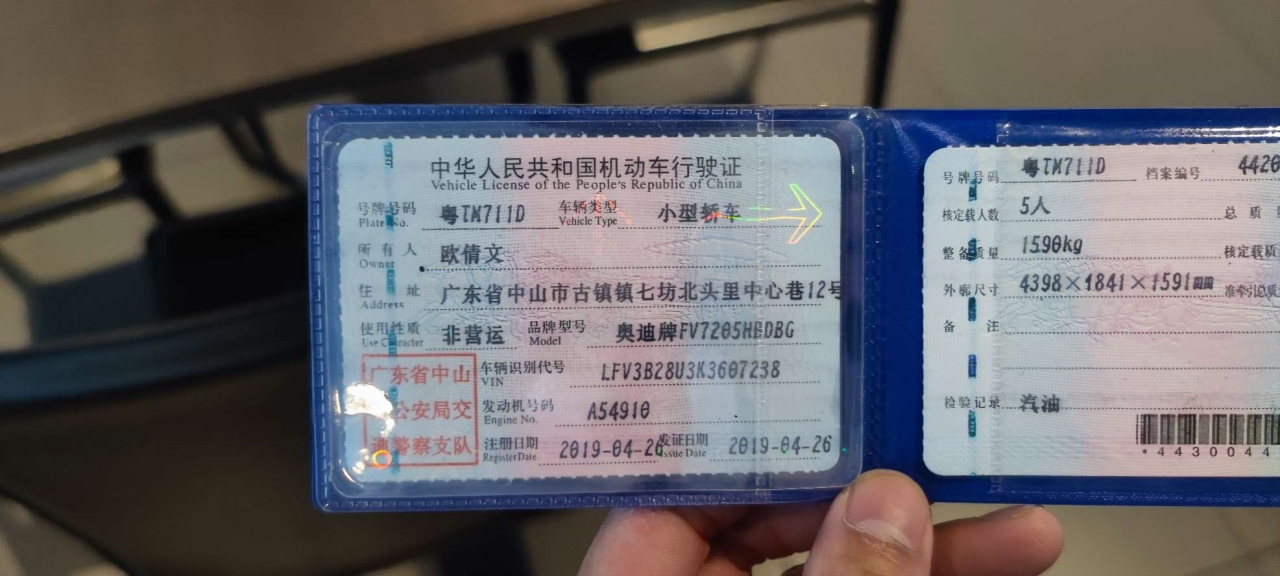 中华人民共和国机动车行驶证
Vehicle License of the People's Republic of China
号牌号码 粤TM711D 车辆类型 小型轿车
Plate No. Vehicle Type
所有人 欧倩文
Owner
住址 广东省中山市古镇镇七坊北头里中心巷12号
Address
使用性质 非营运 品牌型号 奥迪牌FV7205HBDBG
Use Character Model
车辆识别代号 LFV3B28U3K3607238
VIN
发动机号码 A54910
Engine No.
注册日期 2019-04-26 发证日期 2019-04-26
Register Date Issue Date
广东省中山
公安局交
通警察支队
号牌号码 粤TM711D 档案编号 4420
核定载人数 5人 总质
整备质量 1590kg 核定载质
外廓尺寸 4398×1841×1591mm 准牵引总质
备注
检验记录 汽油
*4430044